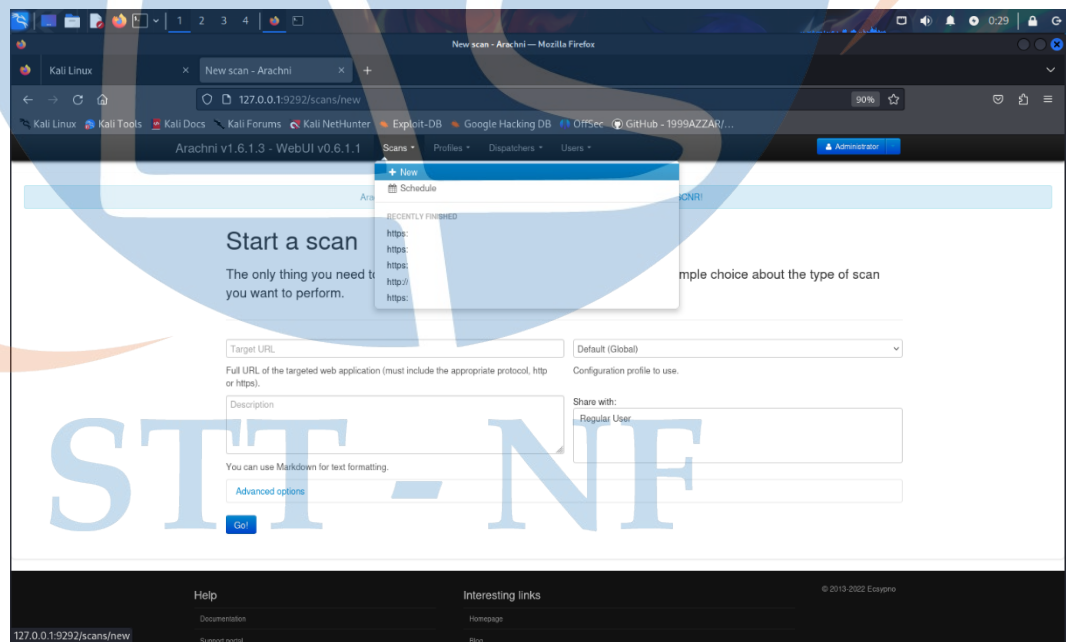 1 2 3 4
0:29
New scan - Arachni — Mozilla Firefox
Kali Linux
New scan - Arachni
127.0.0.1:9292/scans/new
90%
Kali Linux Kali Tools Kali Docs Kali Forums Kali NetHunter Exploit-DB Google Hacking DB OffSec GitHub - 1999AZZAR/...
Arachni v1.6.1.3 - WebUI v0.6.1.1 Scans Profiles Dispatchers Users Administrator
+ New
Schedule
Ara
SCNR!
RECENTLY FINISHED
https:
https:
https:
http://
https:
Start a scan
The only thing you need to mple choice about the type of scan
you want to perform.
Target URL
Default (Global)
Full URL of the targeted web application (must include the appropriate protocol, http
or https).
Configuration profile to use.
Description
Share with:
Regular User
You can use Markdown for text formatting.
Advanced options
Go!
STT - NF
Help
Interesting links
© 2013-2022 Ecsypno
Documentation
Homepage
Support portal
Blog
127.0.0.1:9292/scans/new